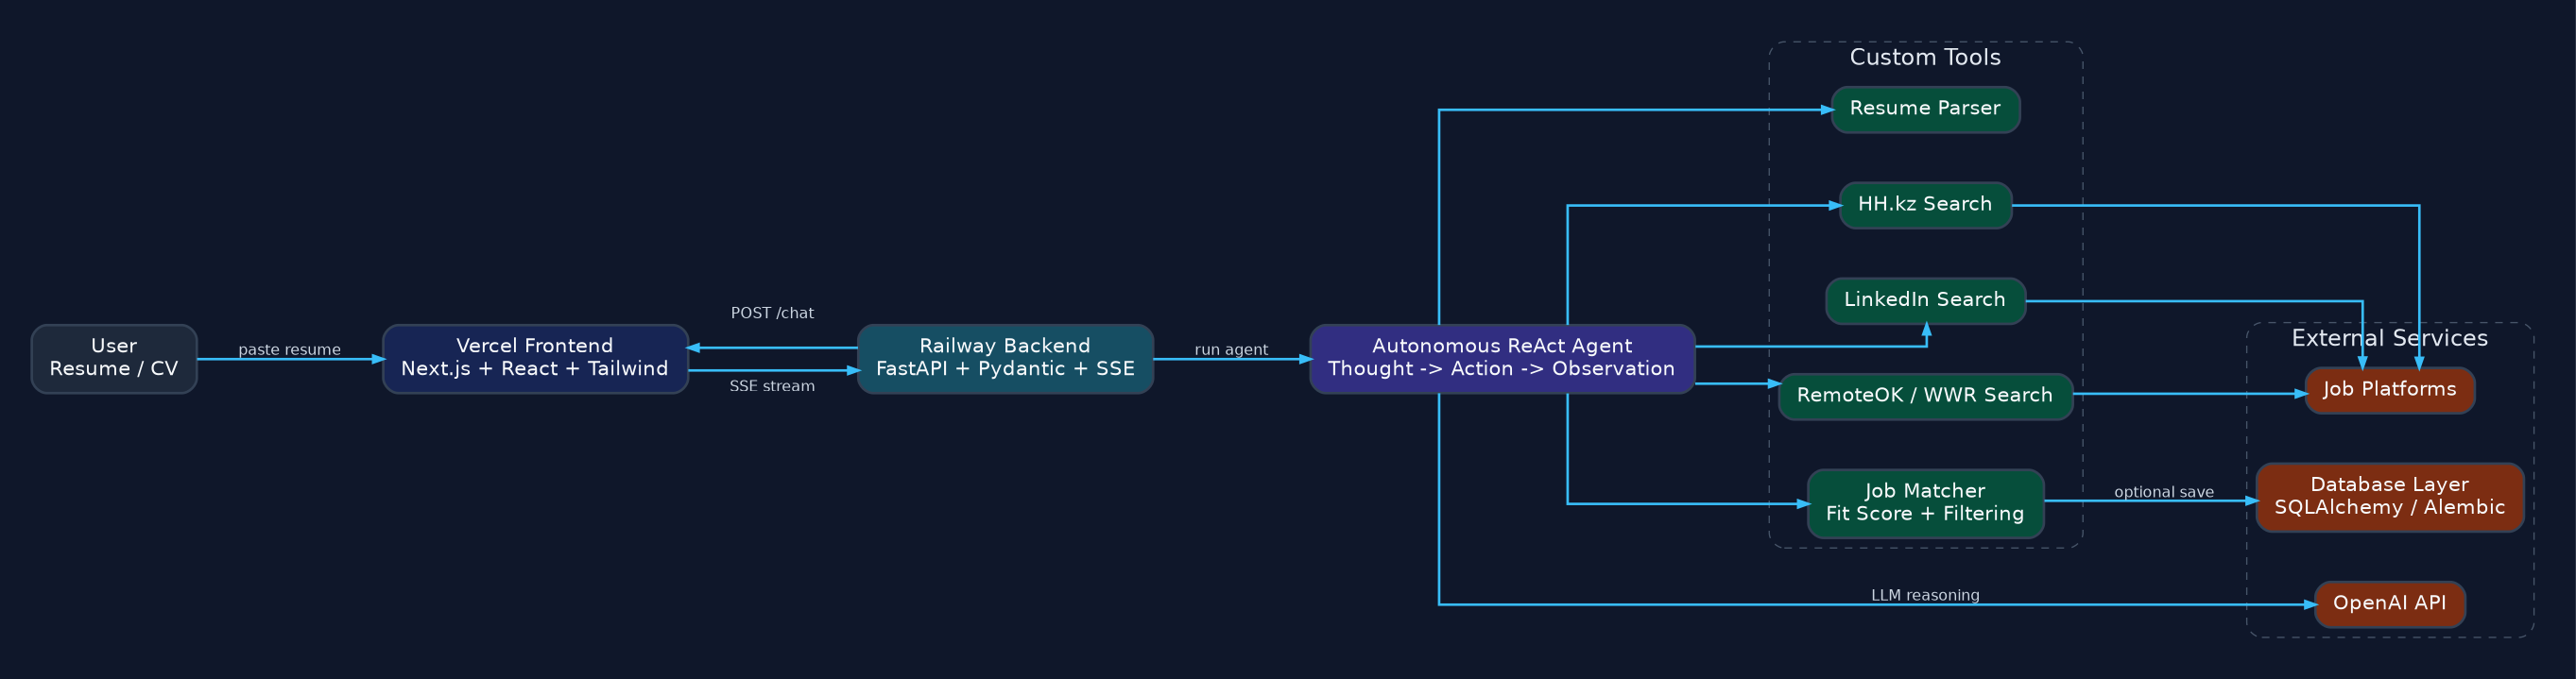 User
Resume / CV
paste resume
Vercel Frontend
Next.js + React + Tailwind
POST /chat
SSE stream
Railway Backend
FastAPI + Pydantic + SSE
run agent
Autonomous ReAct Agent
Thought -> Action -> Observation
Custom Tools
Resume Parser
HH.kz Search
LinkedIn Search
RemoteOK / WWR Search
Job Matcher
Fit Score + Filtering
optional save
LLM reasoning
External Services
Job Platforms
Database Layer
SQLAlchemy / Alembic
OpenAI API